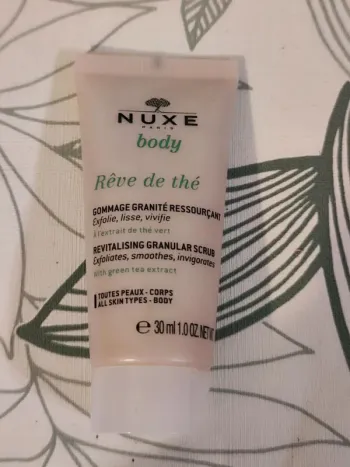 NUXE
PARIS
body
Rêve de thé
GOMMAGE GRANITÉ RESSOURÇANT
Exfolie, lisse, vivifie
à l'extrait de thé vert
REVITALISING GRANULAR SCRUB
Exfoliates, smoothes, invigorates
with green tea extract
TOUTES PEAUX - CORPS
ALL SKIN TYPES - BODY
℮ 30 ml 1.0 OZ. NET